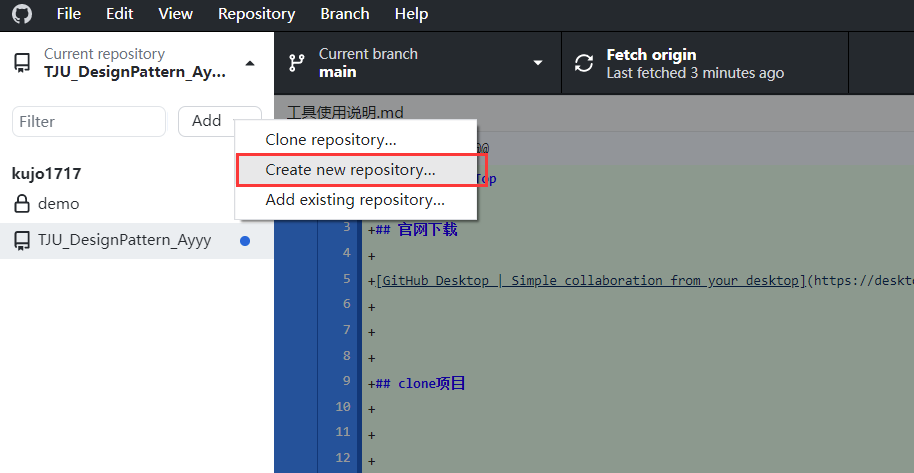 File Edit View Repository Branch Help
Current repository
TJU_DesignPattern_Ay...
Current branch
main
Fetch origin
Last fetched 3 minutes ago
Filter
Add
工具使用说明.md
Clone repository...
Create new repository...
Add existing repository...
@@
top
kujo1717
demo
TJU_DesignPattern_Ayyy
3 +## 官网下载
4 +
5 +[GitHub Desktop | Simple collaboration from your desktop](https://deskt
6 +
7 +
8 +
9 +## clone项目
10 +
11 +
12 +